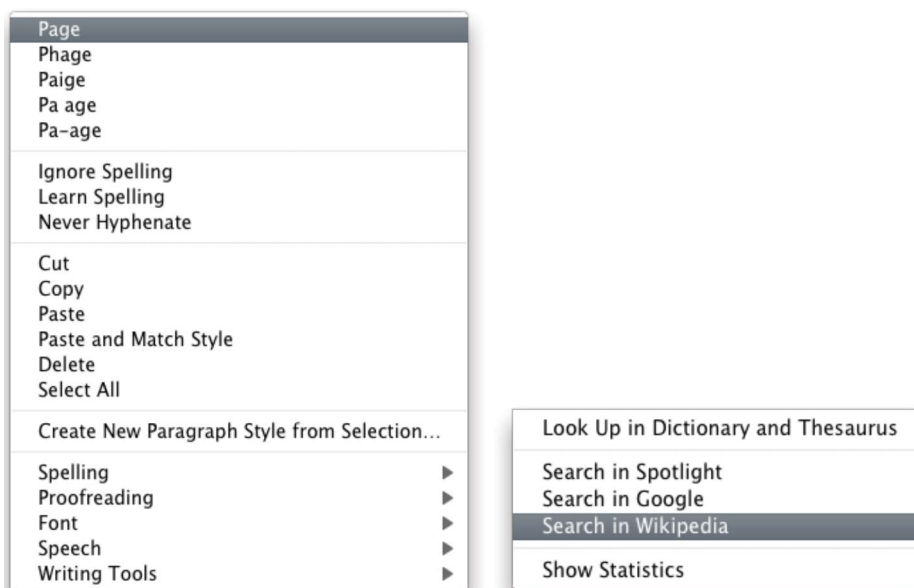 Page
Phage
Paige
Pa age
Pa-age
Ignore Spelling
Learn Spelling
Never Hyphenate
Cut
Copy
Paste
Paste and Match Style
Delete
Select All
Create New Paragraph Style from Selection...
Spelling
Proofreading
Font
Speech
Writing Tools
Look Up in Dictionary and Thesaurus
Search in Spotlight
Search in Google
Search in Wikipedia
Show Statistics